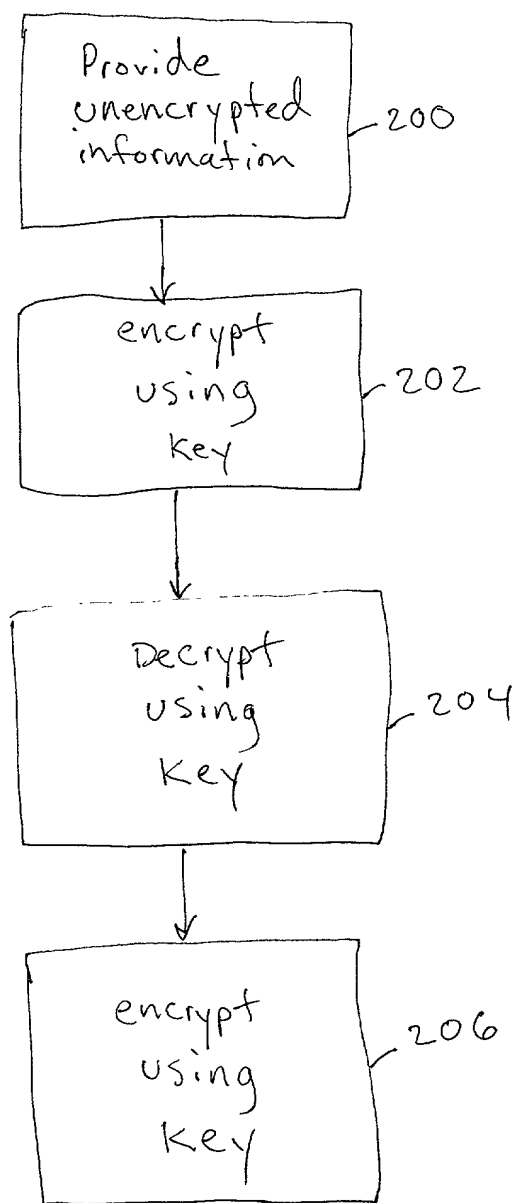 Provide
unencrypted
information
200
encrypt
using
key
202
Decrypt
using
Key
204
encrypt
using
Key
206